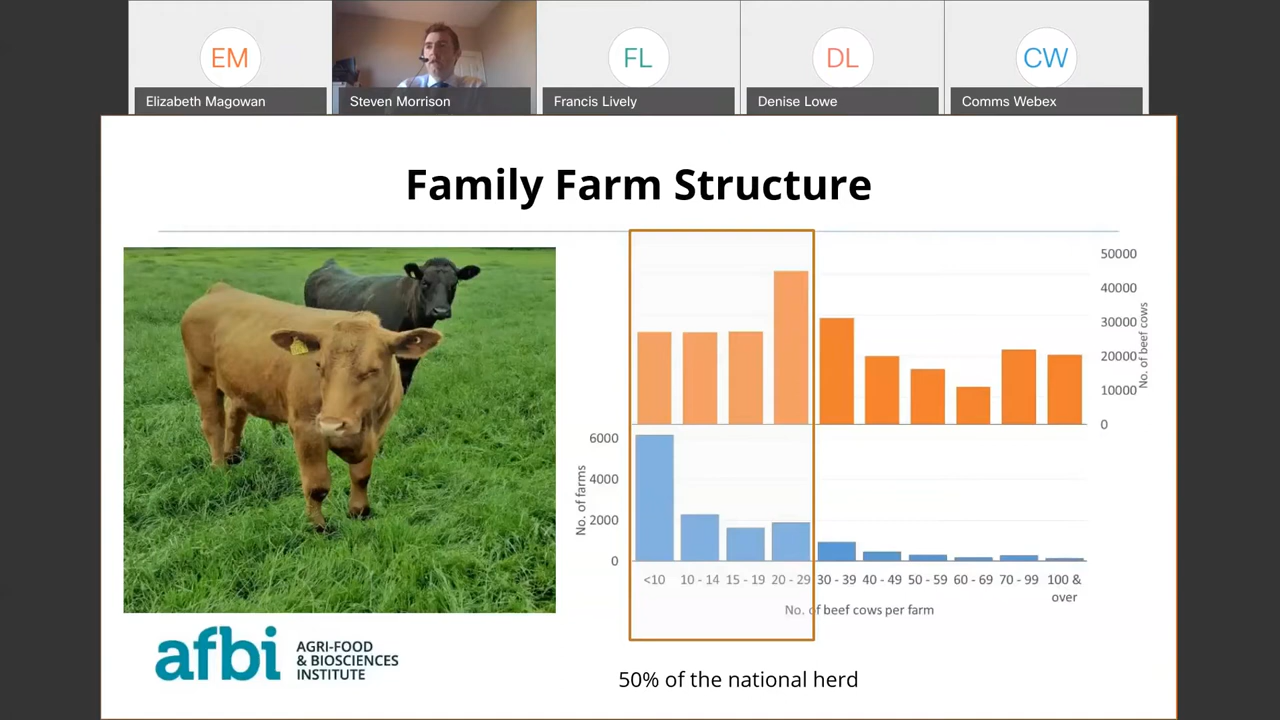 EM
FL
DL
CW
Elizabeth Magowan
Steven Morrison
Francis Lively
Denise Lowe
Comms Webex
Family Farm Structure
50000
40000
30000
20000
10000
0
No. of beef cows
6000
4000
2000
0
No. of farms
<10 10 - 14 15 - 19 20 - 29 30 - 39 40 - 49 50 - 59 60 - 69 70 - 99 100 &
over
No. of beef cows per farm
afbi
AGRI-FOOD
& BIOSCIENCES
INSTITUTE
50% of the national herd